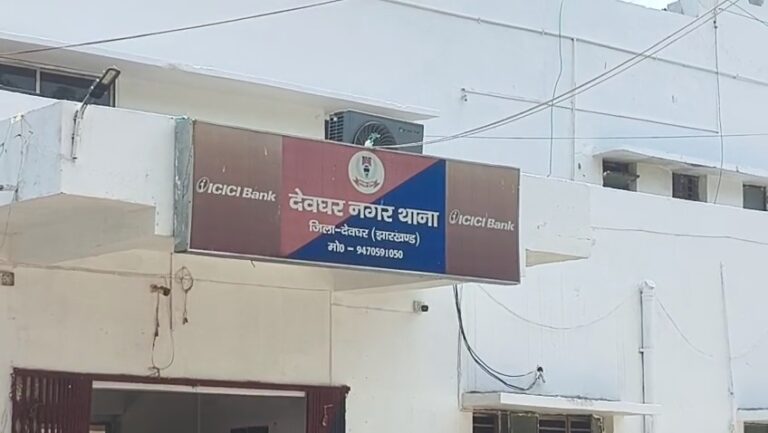 ICICI Bank
देवघर नगर थाना
जिला-देवघर (झारखण्ड)
मो० - 9470591050
ICICI Bank